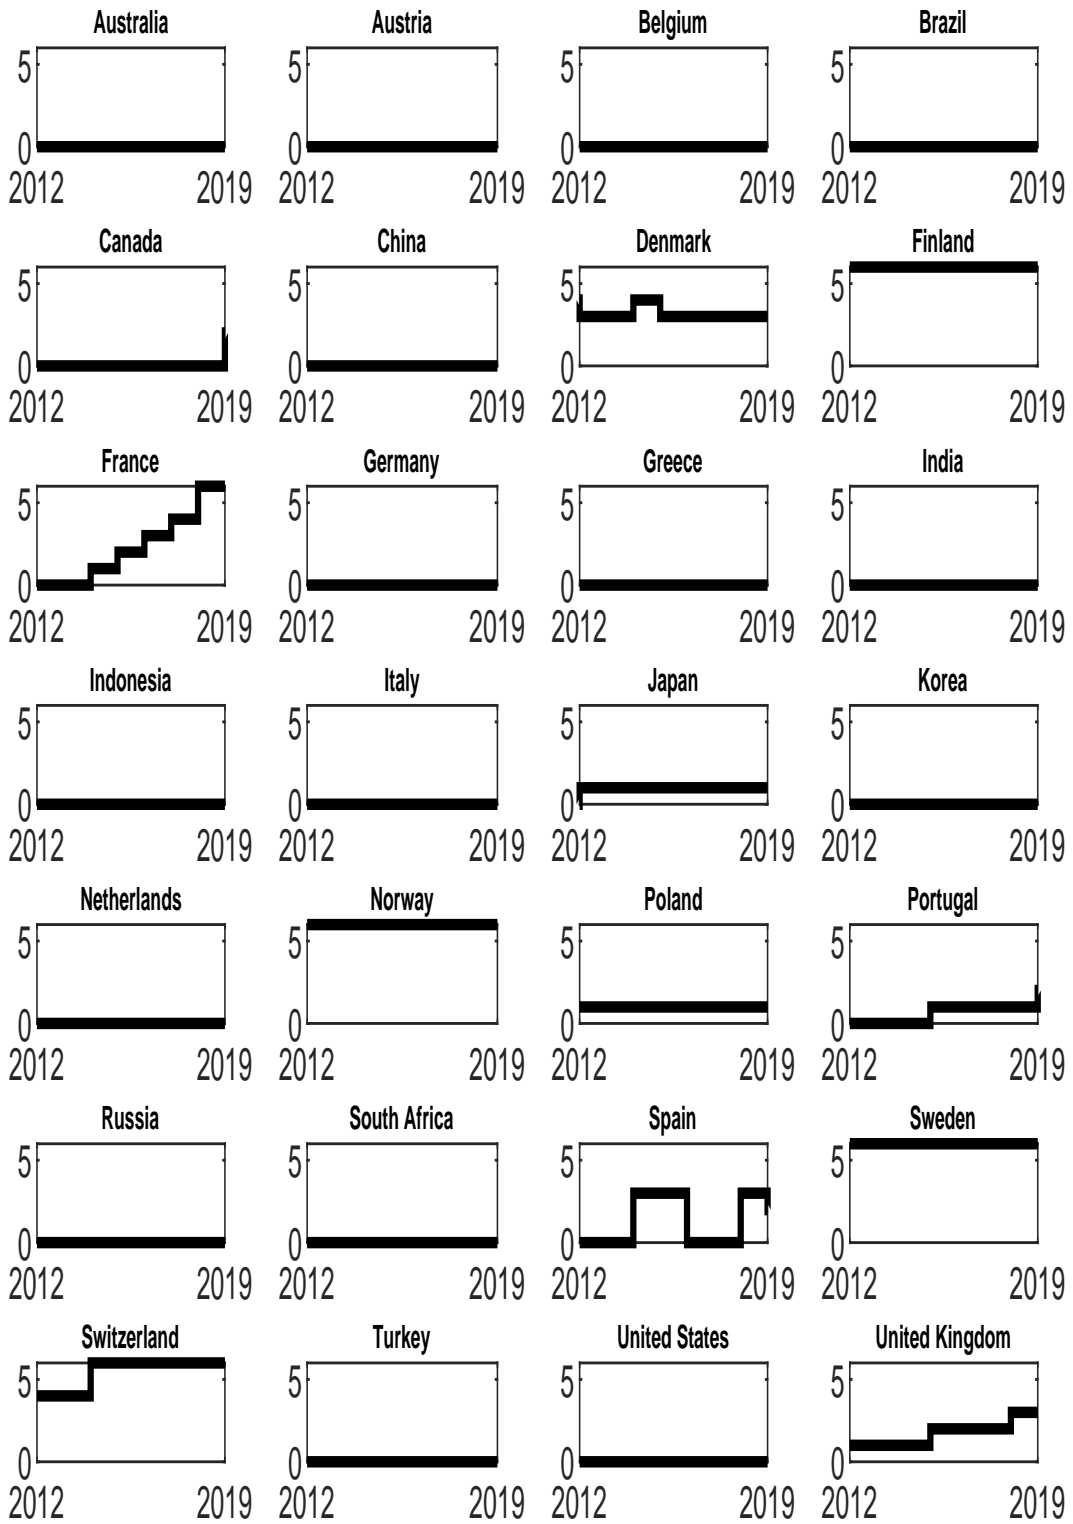 Australia Austria Belgium Brazil
5 5 5 5
0 0 0 0
2012 2019 2012 2019 2012 2019 2012 2019
Canada China Denmark Finland
5 5 5 5
0 0 0 0
2012 2019 2012 2019 2012 2019 2012 2019
France Germany Greece India
5 5 5 5
0 0 0 0
2012 2019 2012 2019 2012 2019 2012 2019
Indonesia Italy Japan Korea
5 5 5 5
0 0 0 0
2012 2019 2012 2019 2012 2019 2012 2019
Netherlands Norway Poland Portugal
5 5 5 5
0 0 0 0
2012 2019 2012 2019 2012 2019 2012 2019
Russia South Africa Spain Sweden
5 5 5 5
0 0 0 0
2012 2019 2012 2019 2012 2019 2012 2019
Switzerland Turkey United States United Kingdom
5 5 5 5
0 0 0 0
2012 2019 2012 2019 2012 2019 2012 2019